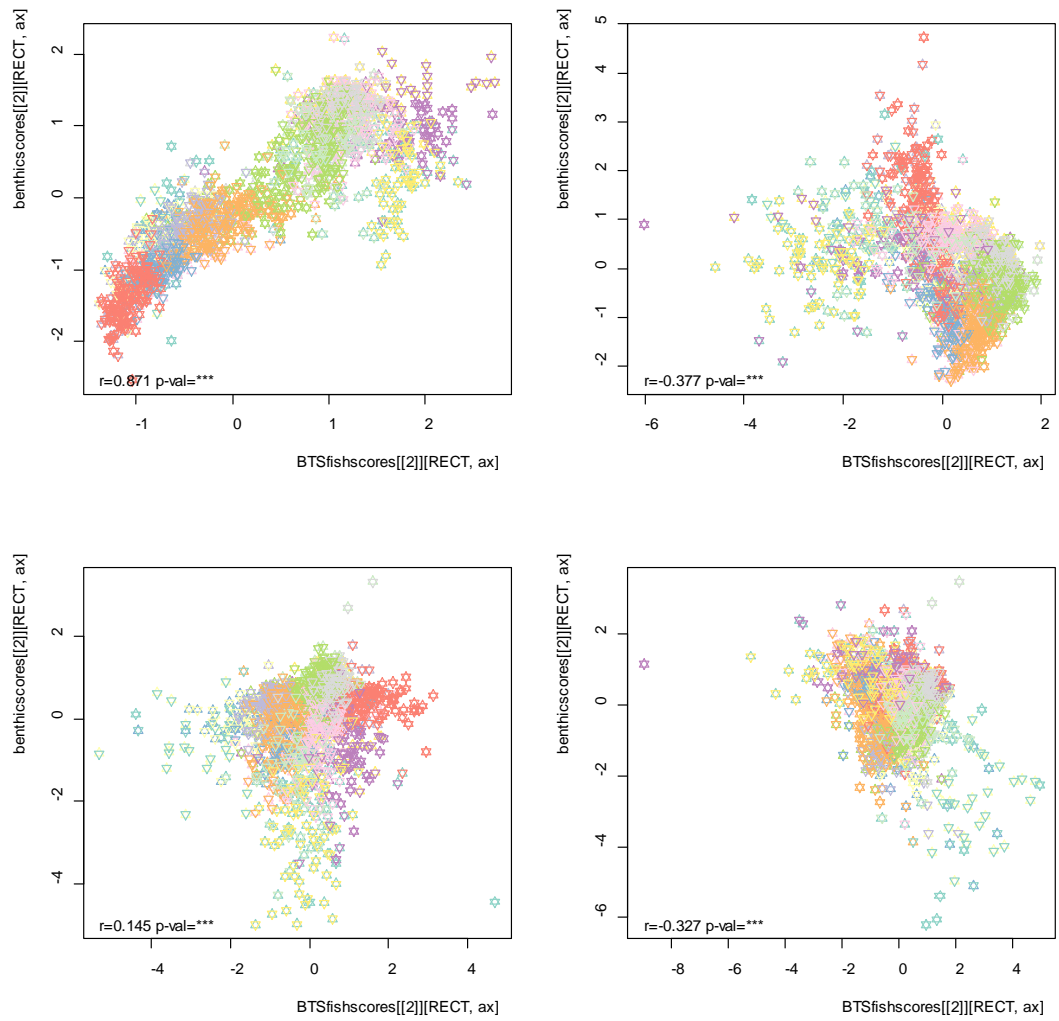 benthicscores[[2]][RECT, ax]
2
1
0
-1
-2
r=0.871 p-val=***
-1 0 1 2
BTSfishscores[[2]][RECT, ax]
benthicscores[[2]][RECT, ax]
5
4
3
2
1
0
-1
-2
r=-0.377 p-val=***
-6 -4 -2 0 2
BTSfishscores[[2]][RECT, ax]
benthicscores[[2]][RECT, ax]
2
0
-2
-4
r=0.145 p-val=***
-4 -2 0 2 4
BTSfishscores[[2]][RECT, ax]
benthicscores[[2]][RECT, ax]
2
0
-2
-4
-6
r=-0.327 p-val=***
-8 -6 -4 -2 0 2 4
BTSfishscores[[2]][RECT, ax]